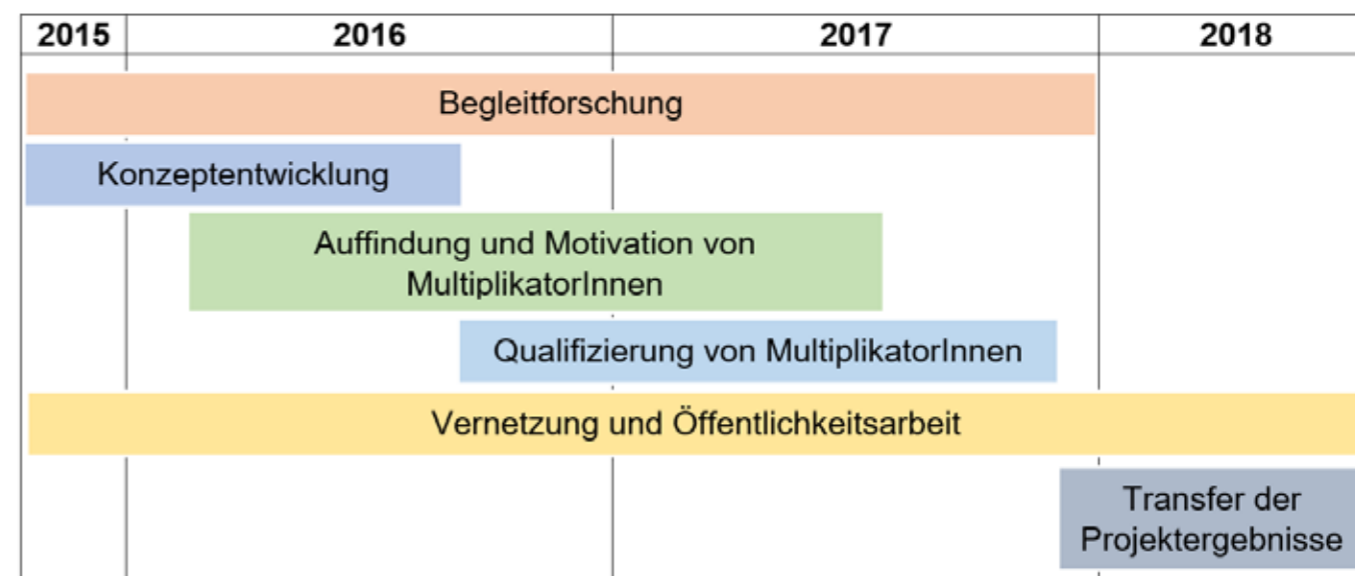 2015 2016 2017 2018
Begleitforschung
Konzeptentwicklung
Auffindung und Motivation von
MultiplikatorInnen
Qualifizierung von MultiplikatorInnen
Vernetzung und Öffentlichkeitsarbeit
Transfer der
Projektergebnisse